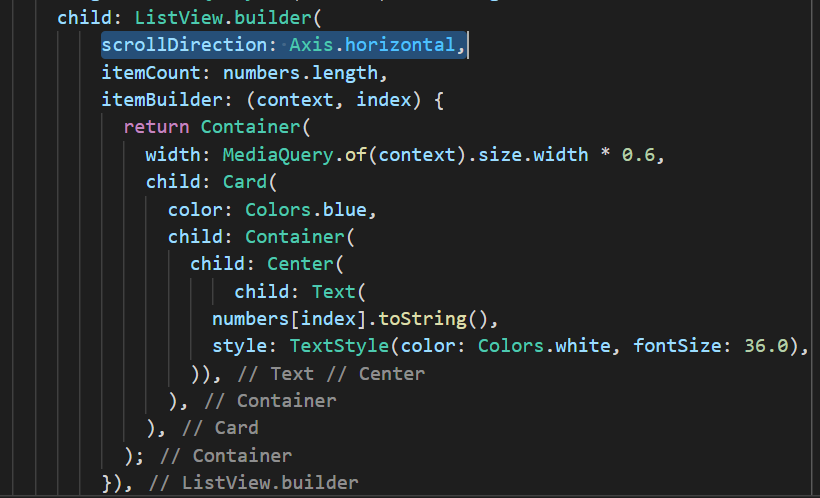 child: ListView.builder(
scrollDirection: Axis.horizontal,
itemCount: numbers.length,
itemBuilder: (context, index) {
return Container(
width: MediaQuery.of(context).size.width * 0.6,
child: Card(
color: Colors.blue,
child: Container(
child: Center(
child: Text(
numbers[index].toString(),
style: TextStyle(color: Colors.white, fontSize: 36.0),
)), // Text // Center
), // Container
), // Card
); // Container
}), // ListView.builder